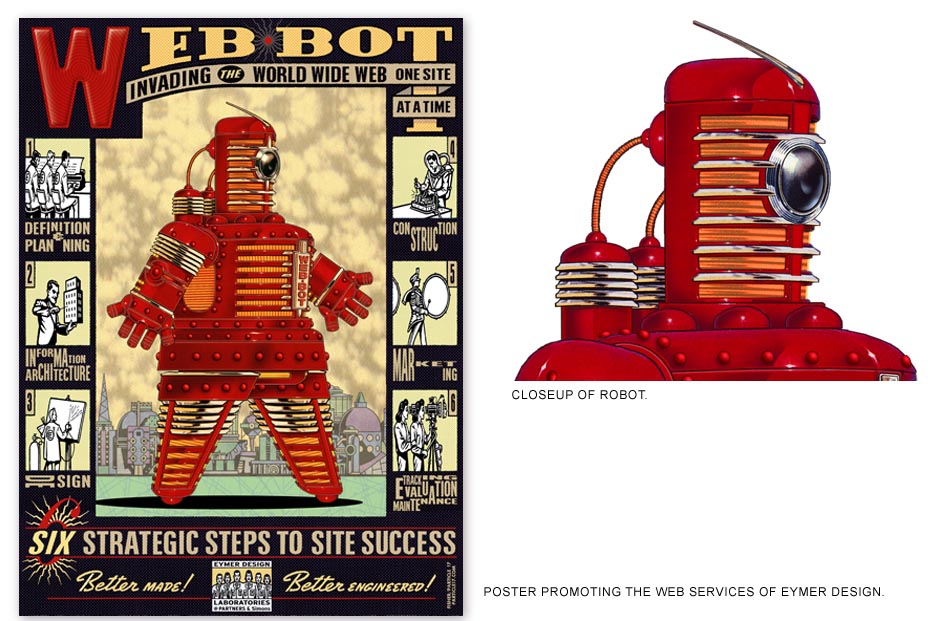 WEB BOT
INVADING THE WORLD WIDE WEB ONE SITE
AT A TIME
1
DEFINITION
& PLANNING
2
INFORMATION
ARCHITECTURE
3
DESIGN
4
CONSTRUCTION
5
MARKETING
6
TRACKING
EVALUATION
MAINTENANCE
WEB-BOT
SIX STRATEGIC STEPS TO SITE SUCCESS
Better MADE!
EYMER DESIGN
LABORATORIES
@ PARTNERS & Simons
Better ENGINEERED!
CLOSEUP OF ROBOT.
POSTER PROMOTING THE WEB SERVICES OF EYMER DESIGN.